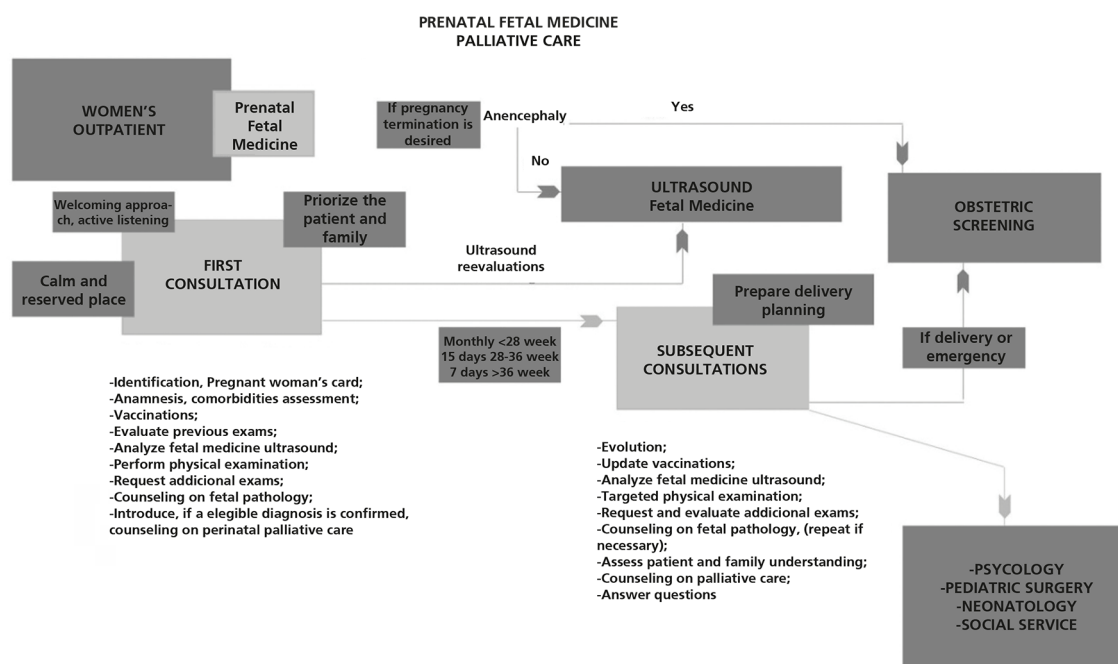 PRENATAL FETAL MEDICINE
PALLIATIVE CARE
WOMEN'S
OUTPATIENT
Prenatal
Fetal
Medicine
If pregnancy
termination is
desired
Anencephaly
Yes
No
ULTRASOUND
Fetal Medicine
OBSTETRIC
SCREENING
Welcoming approa-
ch, active listening
Priorize the
patient and
family
Calm and
reserved place
FIRST
CONSULTATION
Ultrasound
reevaluations
Monthly <28 week
15 days 28-36 week
7 days >36 week
Prepare delivery
planning
SUBSEQUENT
CONSULTATIONS
If delivery or
emergency
-Identification, Pregnant woman's card;
-Anamnesis, comorbidities assessment;
-Vaccinations;
-Evaluate previous exams;
-Analyze fetal medicine ultrasound;
-Perform physical examination;
-Request addicional exams;
-Counseling on fetal pathology;
-Introduce, if a elegible diagnosis is confirmed,
counseling on perinatal palliative care
-Evolution;
-Update vaccinations;
-Analyze fetal medicine ultrasound;
-Targeted physical examination;
-Request and evaluate addicional exams;
-Counseling on fetal pathology, (repeat if
necessary);
-Assess patient and family understanding;
-Counseling on palliative care;
-Answer questions
-PSYCOLOGY
-PEDIATRIC SURGERY
-NEONATOLOGY
-SOCIAL SERVICE